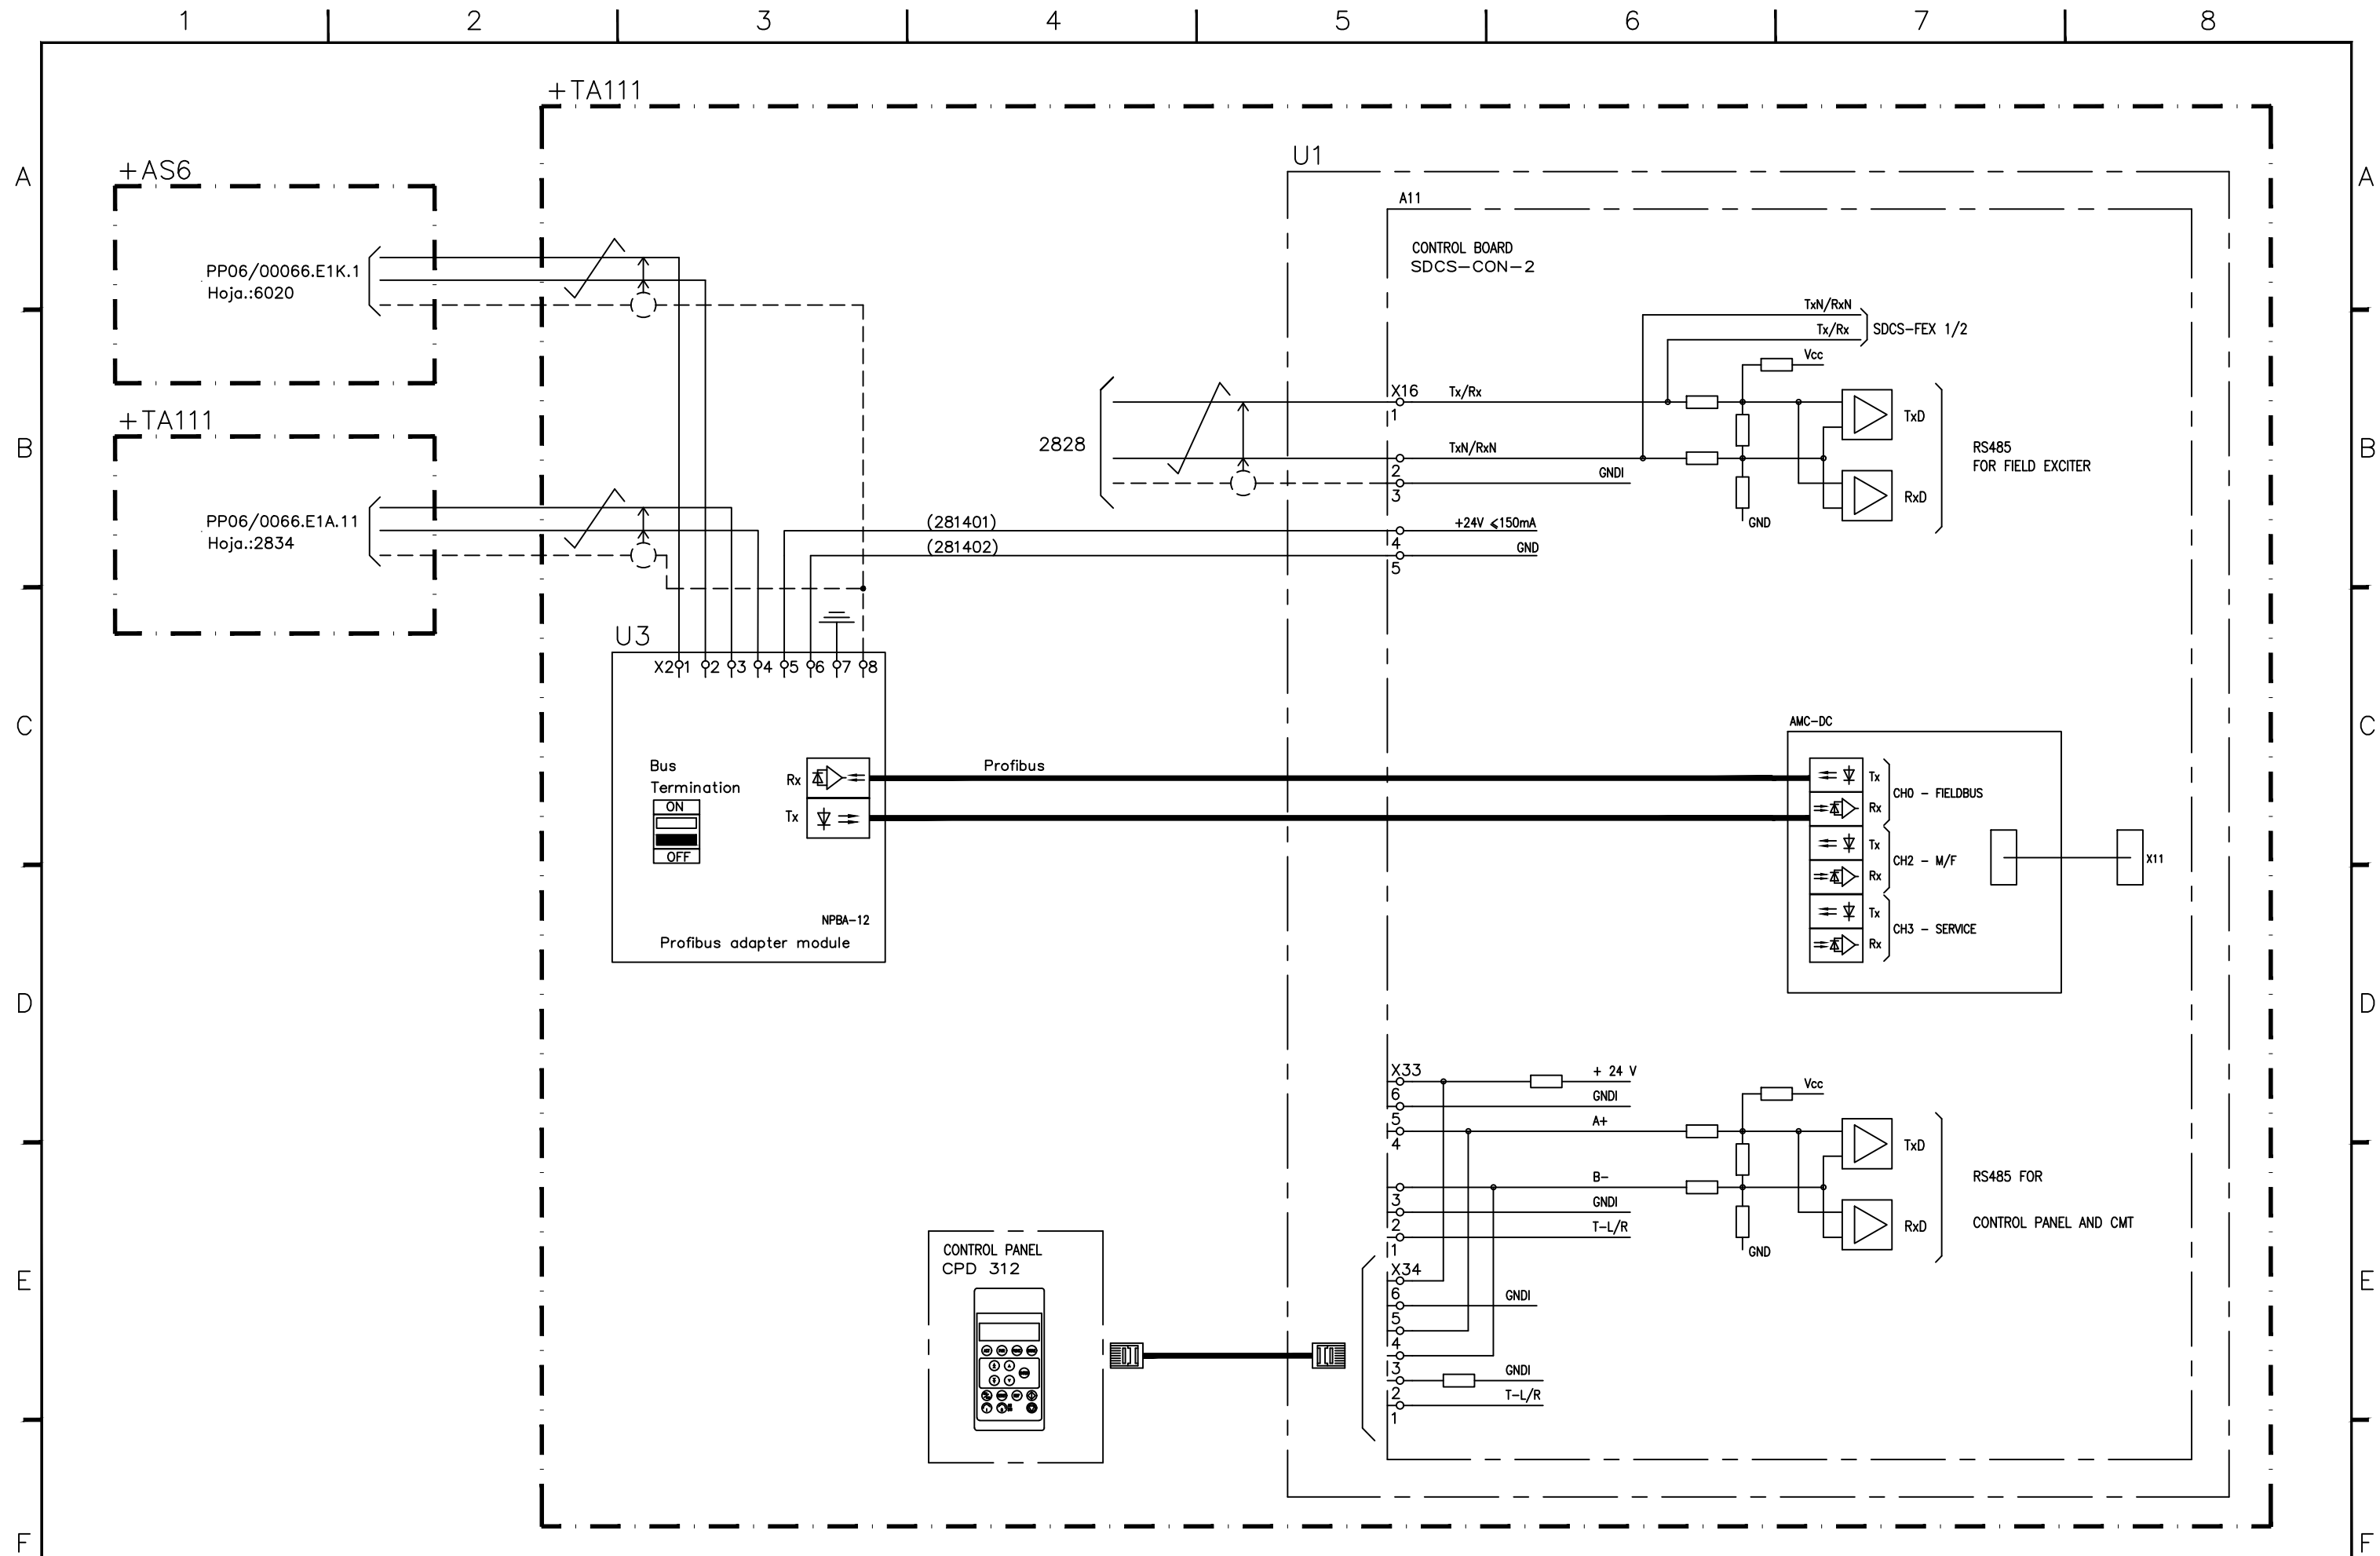 1 2 3 4 5 6 7 8
+TA111
+AS6
U1
A A
A11
CONTROL BOARD
SDCS-CON-2
PP06/00066.E1K.1
Hoja.:6020
TxN/RxN
Tx/Rx
SDCS-FEX 1/2
Vcc
X16
Tx/Rx
1
TxD
+TA111
B B
2828
TxN/RxN
RS485
FOR FIELD EXCITER
2
GNDI
3
RxD
GND
PP06/0066.E1A.11
Hoja.:2834
(281401)
+24V ⩽150mA
4
(281402)
GND
5
U3
X2 1 2 3 4 5 6 7 8
C C
AMC-DC
Bus
Termination
ON
OFF
Rx
Tx
Profibus
Tx
Rx
CH0 - FIELDBUS
Tx
Rx
CH2 - M/F
X11
Tx
Rx
CH3 - SERVICE
NPBA-12
Profibus adapter module
D D
X33
+ 24 V
6
GNDI
5
A+
4
Vcc
TxD
B-
3
GNDI
2
T-L/R
1
RS485 FOR
CONTROL PANEL AND CMT
RxD
GND
CONTROL PANEL
CPD 312
E E
X34
6
GNDI
5
4
3
GNDI
2
T-L/R
1
F F